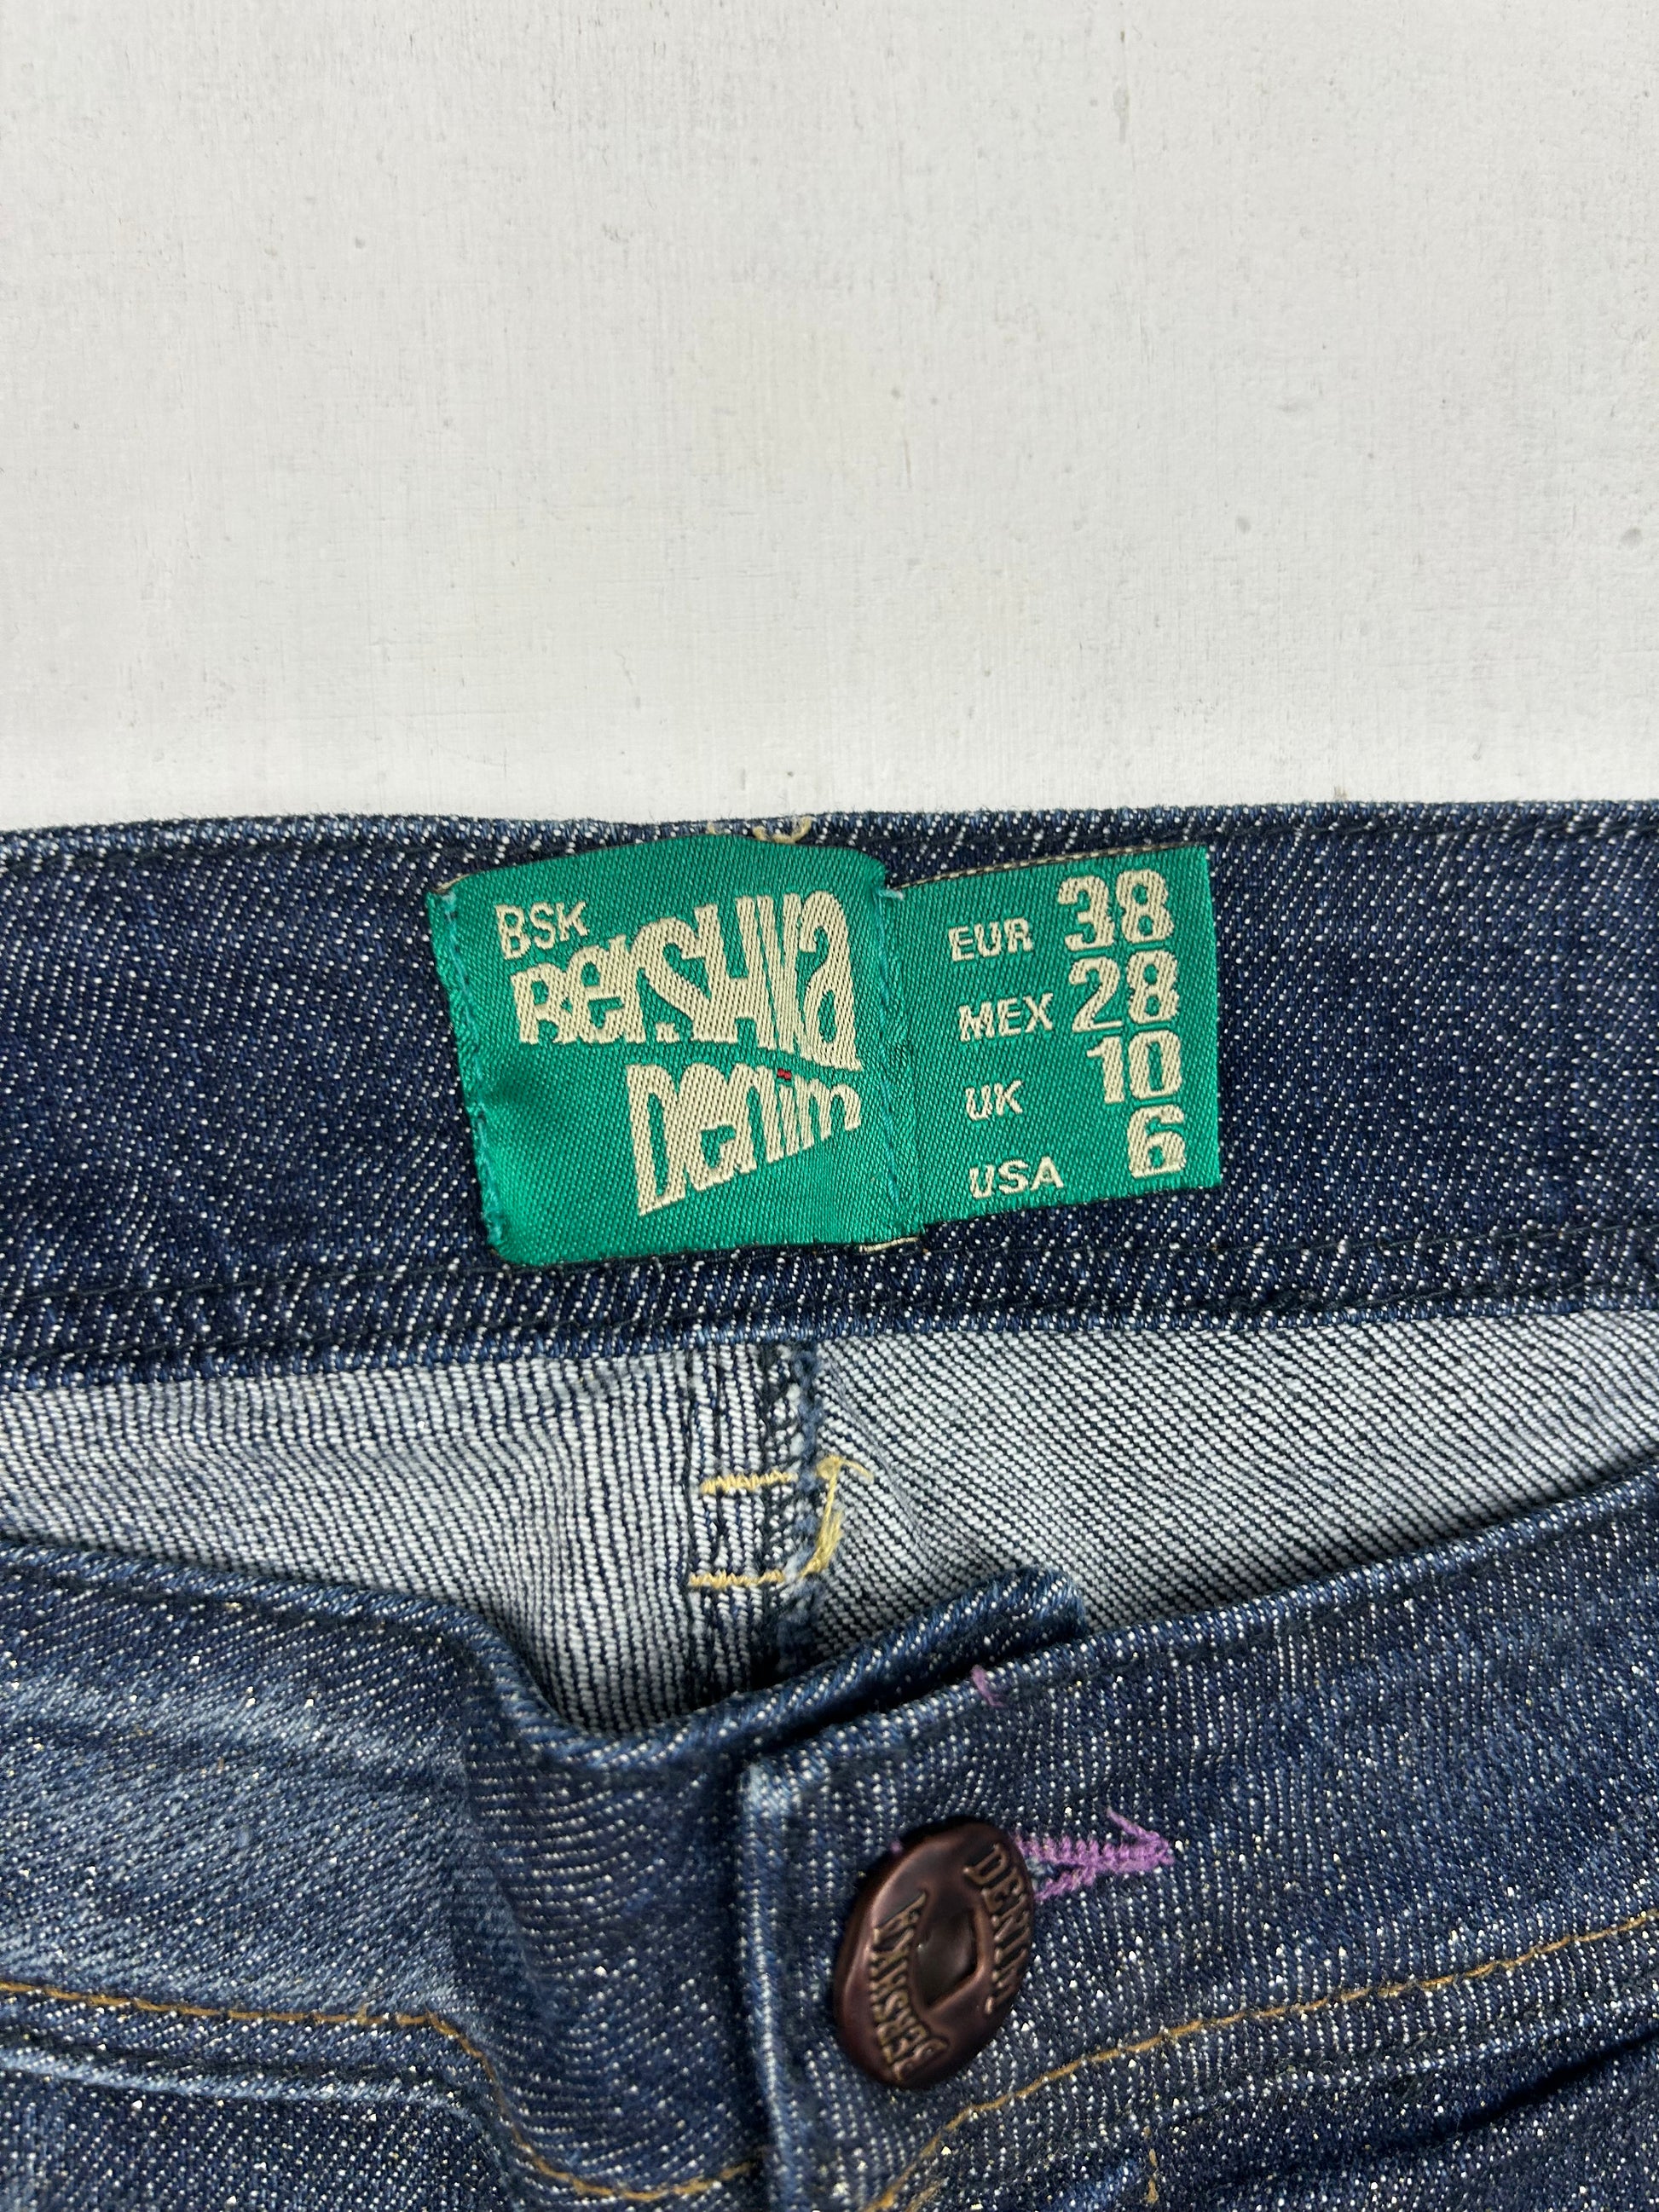 BSK
Bershka
Denim
EUR 38
MEX 28
UK 10
USA 6
DENIM
BERSHKA